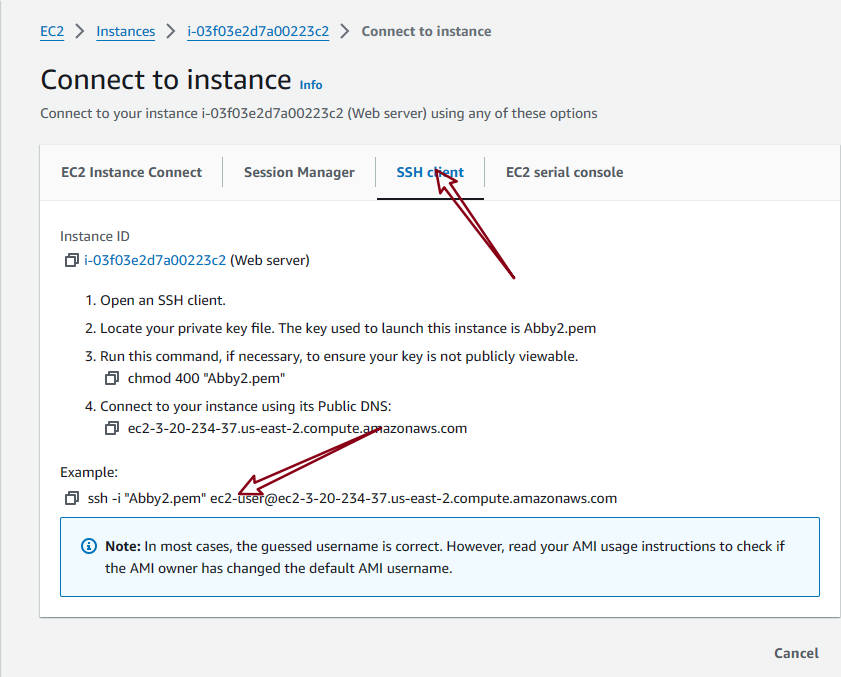 EC2 > Instances > i-03f03e2d7a00223c2 > Connect to instance
Connect to instance Info
Connect to your instance i-03f03e2d7a00223c2 (Web server) using any of these options
EC2 Instance Connect Session Manager SSH client EC2 serial console
Instance ID
i-03f03e2d7a00223c2 (Web server)
1. Open an SSH client.
2. Locate your private key file. The key used to launch this instance is Abby2.pem
3. Run this command, if necessary, to ensure your key is not publicly viewable.
chmod 400 "Abby2.pem"
4. Connect to your instance using its Public DNS:
ec2-3-20-234-37.us-east-2.compute.amazonaws.com
Example:
ssh -i "Abby2.pem" ec2-user@ec2-3-20-234-37.us-east-2.compute.amazonaws.com
Note: In most cases, the guessed username is correct. However, read your AMI usage instructions to check if
the AMI owner has changed the default AMI username.
Cancel